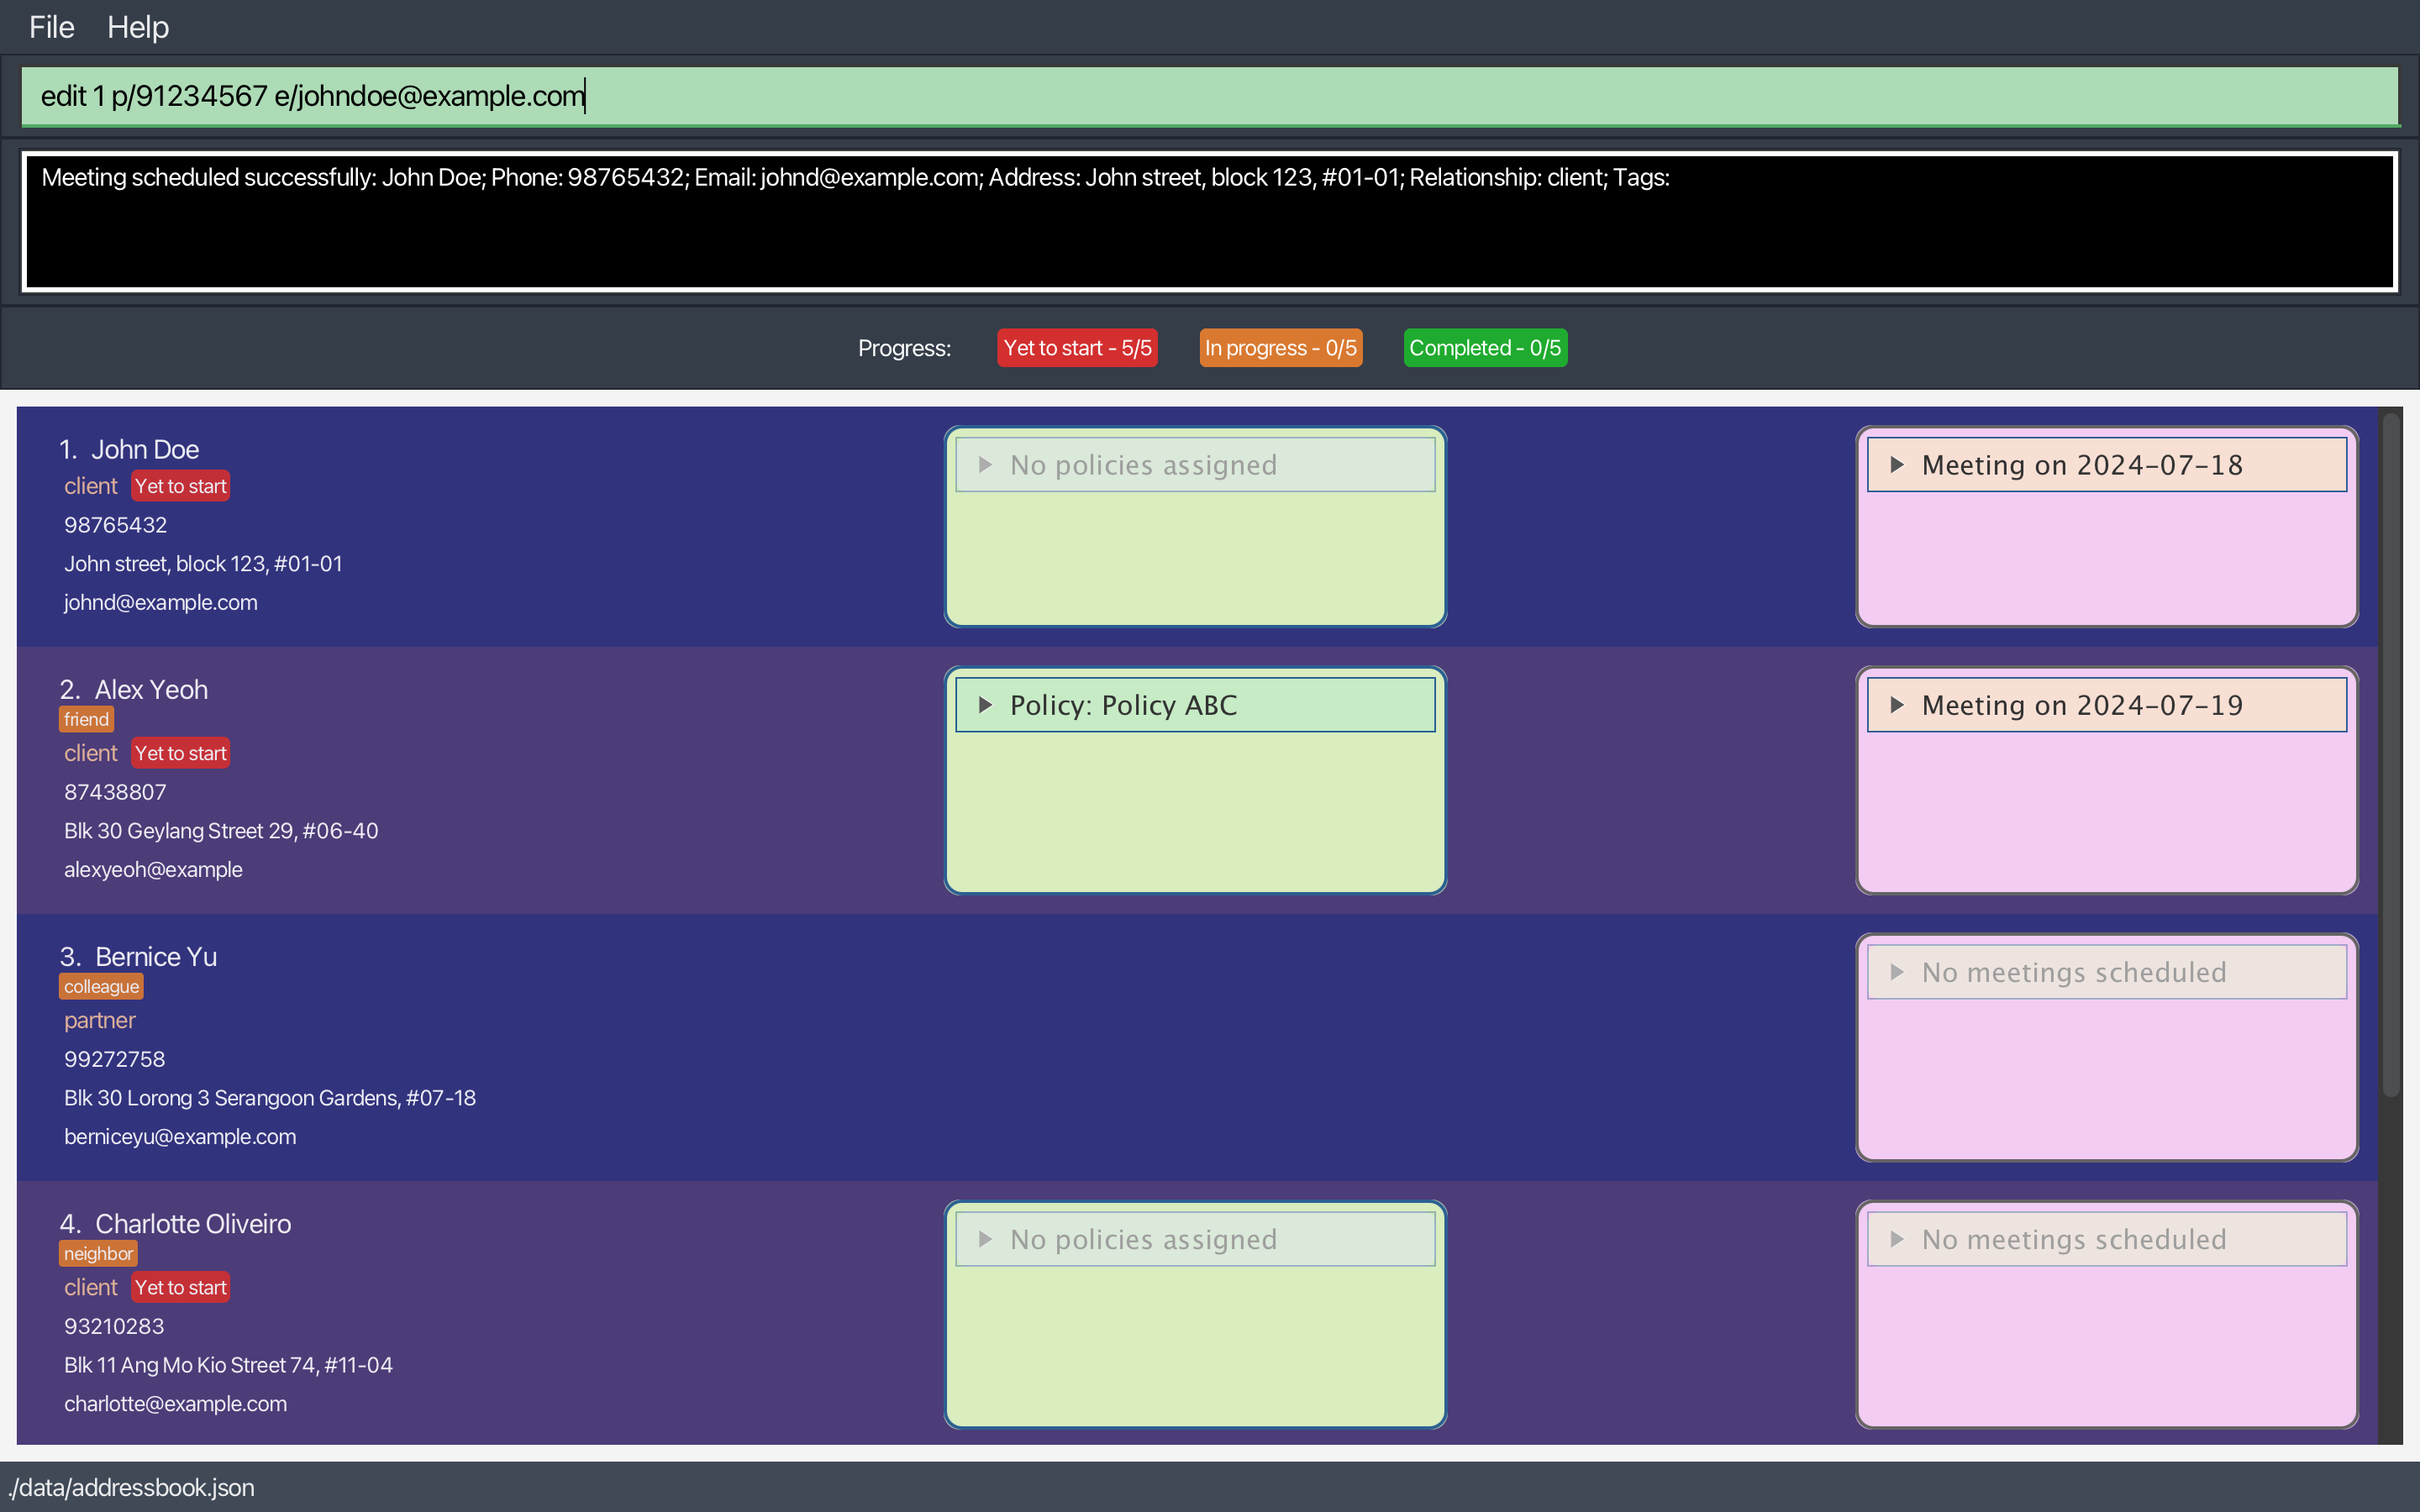 File Help
edit 1 p/91234567 e/johndoe@example.com
Meeting scheduled successfully: John Doe; Phone: 98765432; Email: johnd@example.com; Address: John street, block 123, #01-01; Relationship: client; Tags:
Progress: Yet to start - 5/5 In progress - 0/5 Completed - 0/5
1. John Doe
client Yet to start
98765432
John street, block 123, #01-01
johnd@example.com
No policies assigned
Meeting on 2024-07-18
2. Alex Yeoh
friend
client Yet to start
87438807
Blk 30 Geylang Street 29, #06-40
alexyeoh@example
Policy: Policy ABC
Meeting on 2024-07-19
3. Bernice Yu
colleague
partner
99272758
Blk 30 Lorong 3 Serangoon Gardens, #07-18
berniceyu@example.com
No meetings scheduled
4. Charlotte Oliveiro
neighbor
client Yet to start
93210283
Blk 11 Ang Mo Kio Street 74, #11-04
charlotte@example.com
No policies assigned
No meetings scheduled
./data/addressbook.json